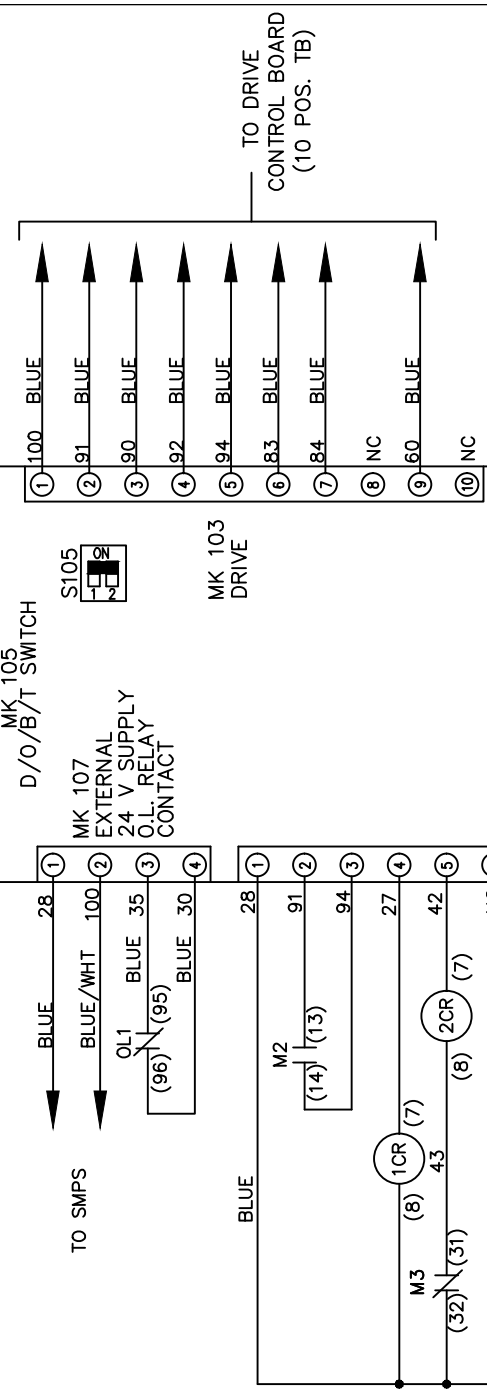 TO DRIVE
CONTROL BOARD
(10 POS. TB)
100 BLUE
91 BLUE
90 BLUE
92 BLUE
94 BLUE
83 BLUE
84 BLUE
NC
60 BLUE
NC
1
2
3
4
5
6
7
8
9
10
S105
ON
1 2
MK 103
DRIVE
MK 105
D/O/B/T SWITCH
MK 107
EXTERNAL
24 V SUPPLY
O.L. RELAY
CONTACT
1
2
3
4
28
100
35
30
BLUE
BLUE/WHT
BLUE
BLUE
OL1
(96) (95)
TO SMPS
1
2
3
4
5
28
91
94
27
42
BLUE
M2
(14) (13)
(8) 1CR (7)
43
(8) 2CR (7)
M3
(32) (31)